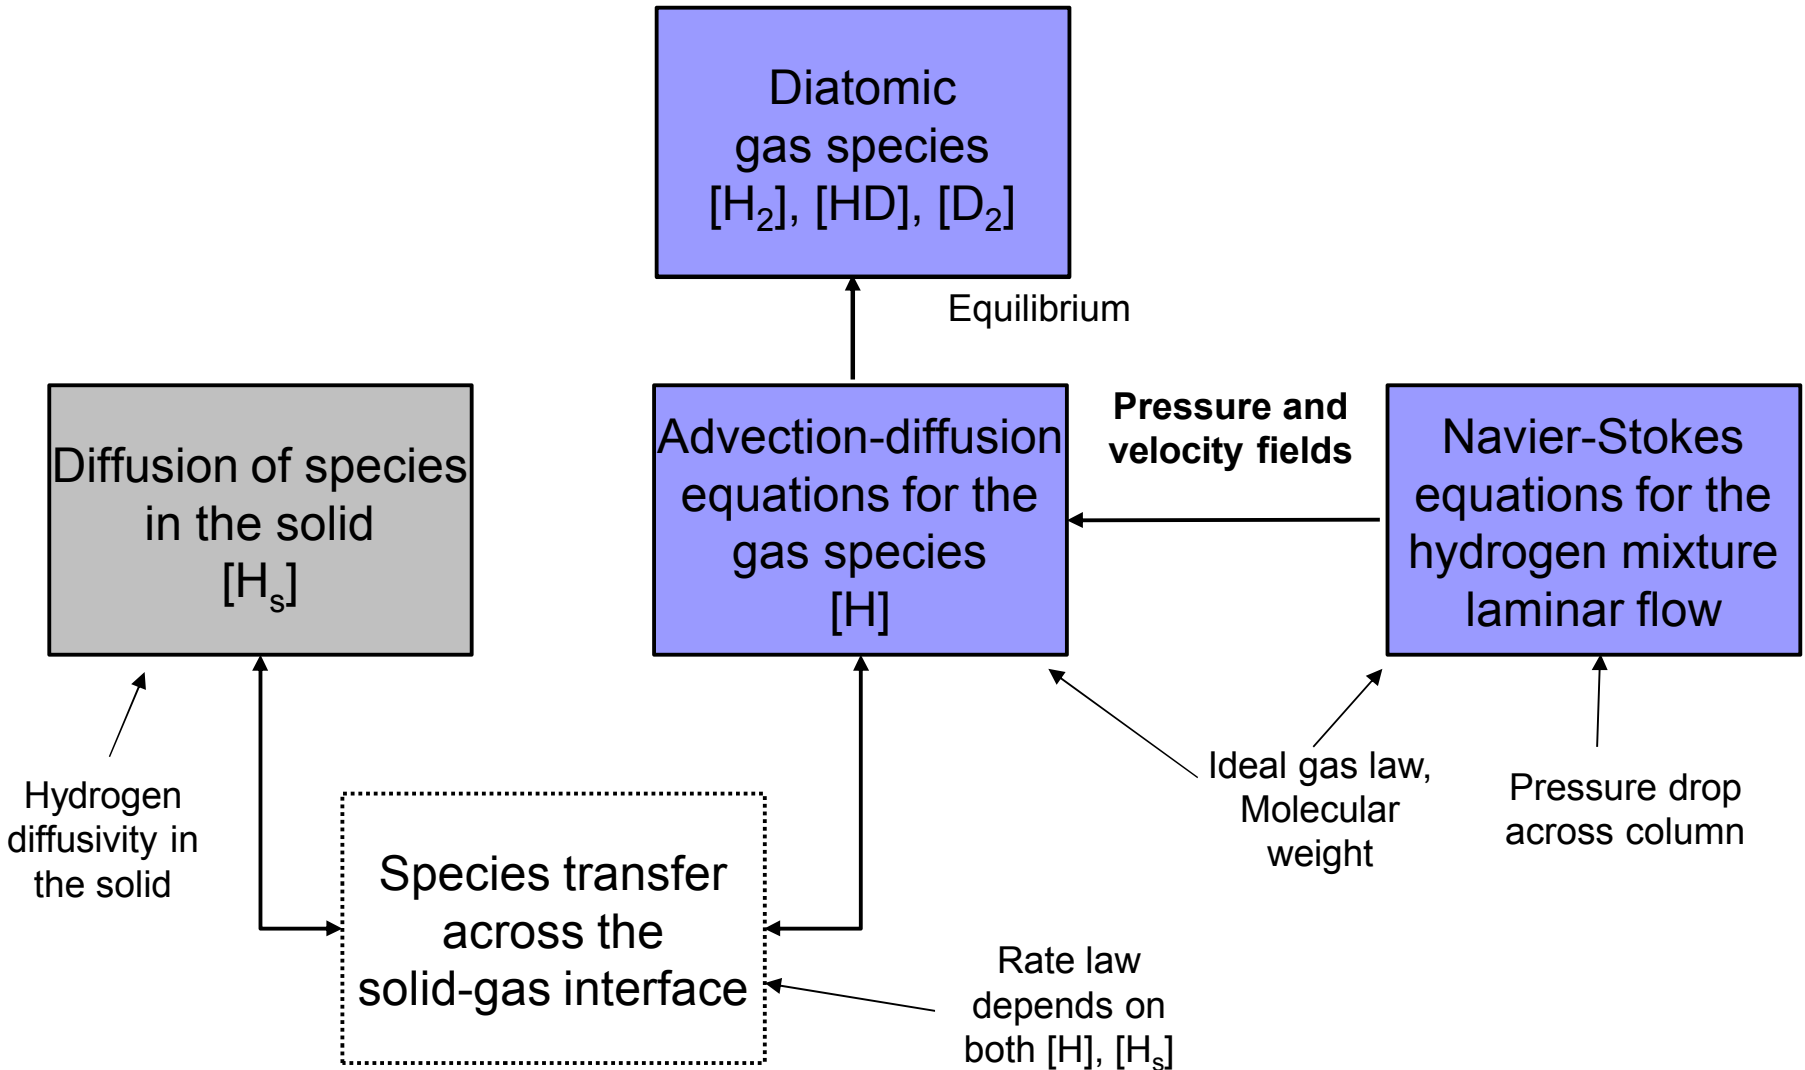 Diatomic
gas species
[H₂], [HD], [D₂]
Equilibrium
Diffusion of species
in the solid
[Hₛ]
Advection-diffusion
equations for the
gas species
[H]
Pressure and
velocity fields
Navier-Stokes
equations for the
hydrogen mixture
laminar flow
Hydrogen
diffusivity in
the solid
Species transfer
across the
solid-gas interface
Rate law
depends on
both [H], [Hₛ]
Ideal gas law,
Molecular
weight
Pressure drop
across column